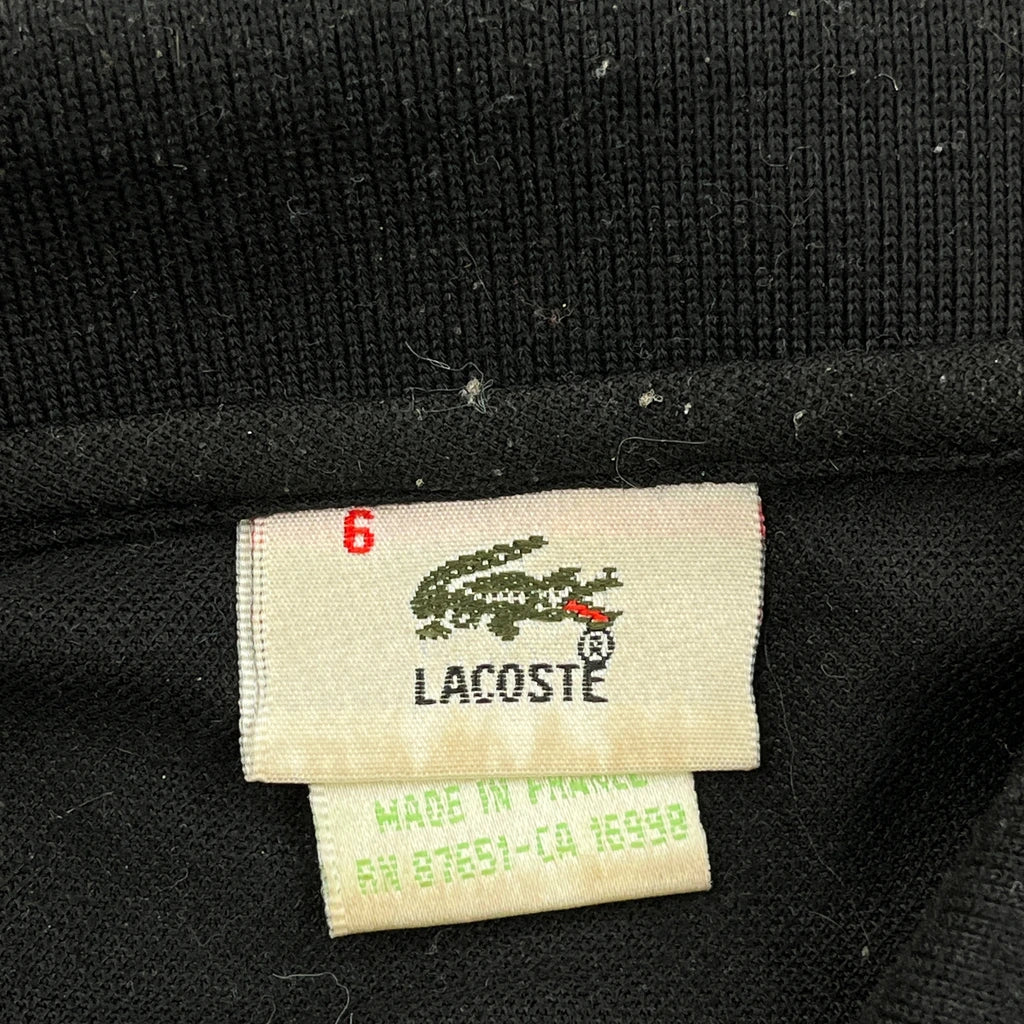 6
®
LACOSTE
MADE IN FRANCE
RN 87651-CA 16998